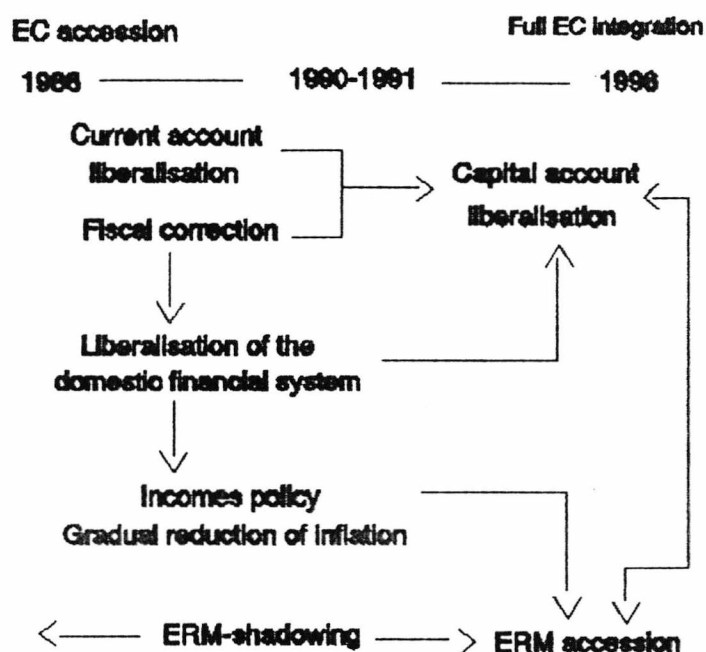 EC accession
Full EC integration
1986
1990-1991
1996
Current account
liberalisation
Capital account
liberalisation
Fiscal correction
Liberalisation of the
domestic financial system
Incomes policy
Gradual reduction of inflation
ERM-shadowing
ERM accession